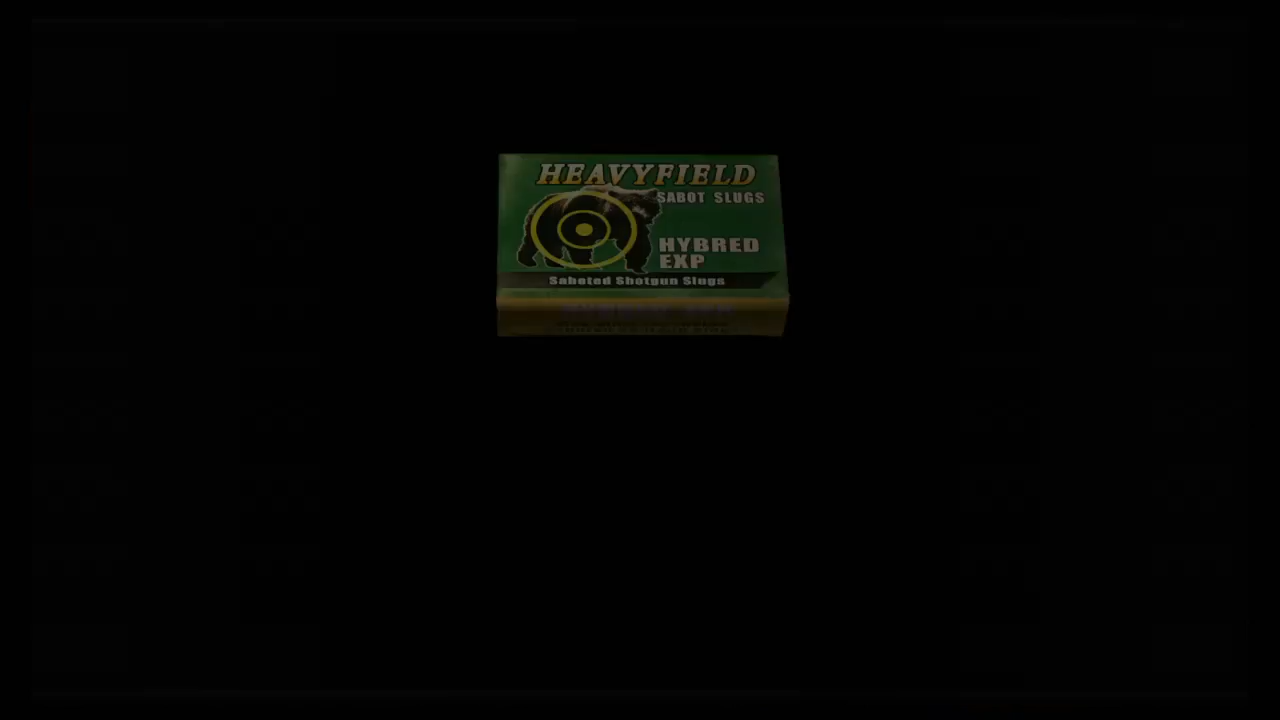 HEAVYFIELD
SABOT SLUGS
HYBRED
EXP
Saboted Shotgun Slugs